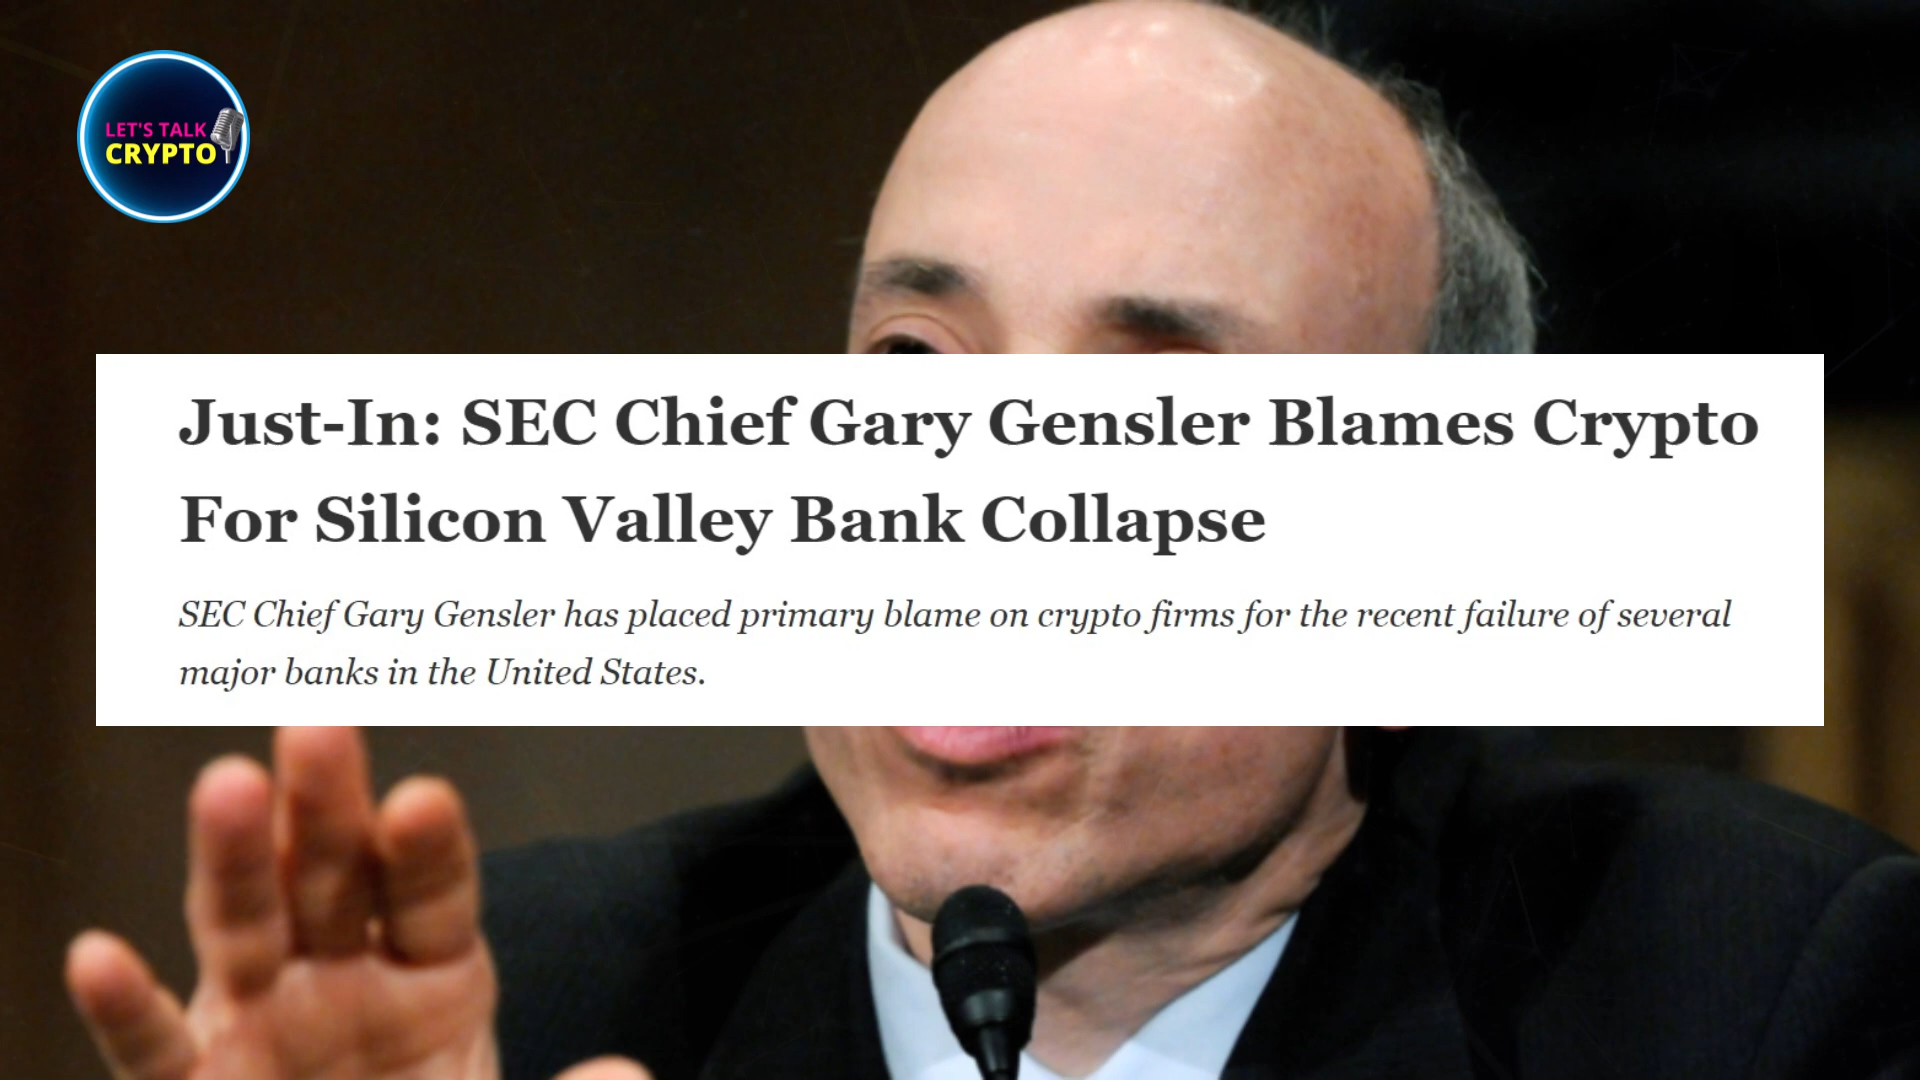 LET'S TALK
CRYPTO
Just-In: SEC Chief Gary Gensler Blames Crypto
For Silicon Valley Bank Collapse
SEC Chief Gary Gensler has placed primary blame on crypto firms for the recent failure of several
major banks in the United States.